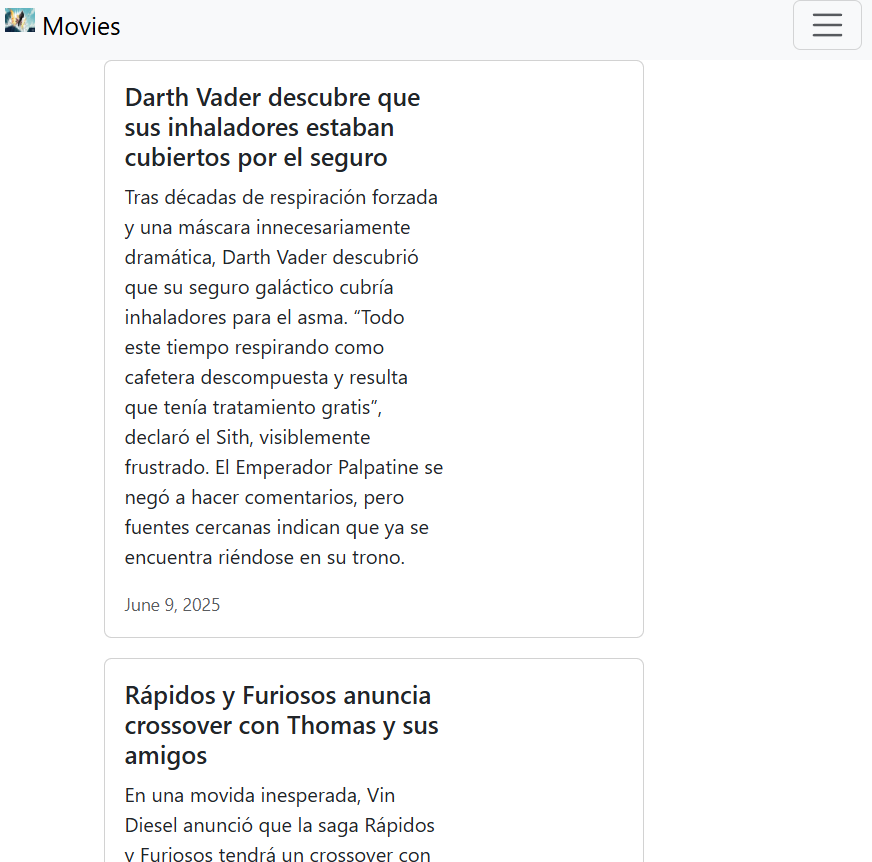 Movies
Darth Vader descubre que
sus inhaladores estaban
cubiertos por el seguro
Tras décadas de respiración forzada
y una máscara innecesariamente
dramática, Darth Vader descubrió
que su seguro galáctico cubría
inhaladores para el asma. “Todo
este tiempo respirando como
cafetera descompuesta y resulta
que tenía tratamiento gratis”,
declaró el Sith, visiblemente
frustrado. El Emperador Palpatine se
negó a hacer comentarios, pero
fuentes cercanas indican que ya se
encuentra riéndose en su trono.
June 9, 2025
Rápidos y Furiosos anuncia
crossover con Thomas y sus
amigos
En una movida inesperada, Vin
Diesel anunció que la saga Rápidos
y Furiosos tendrá un crossover con